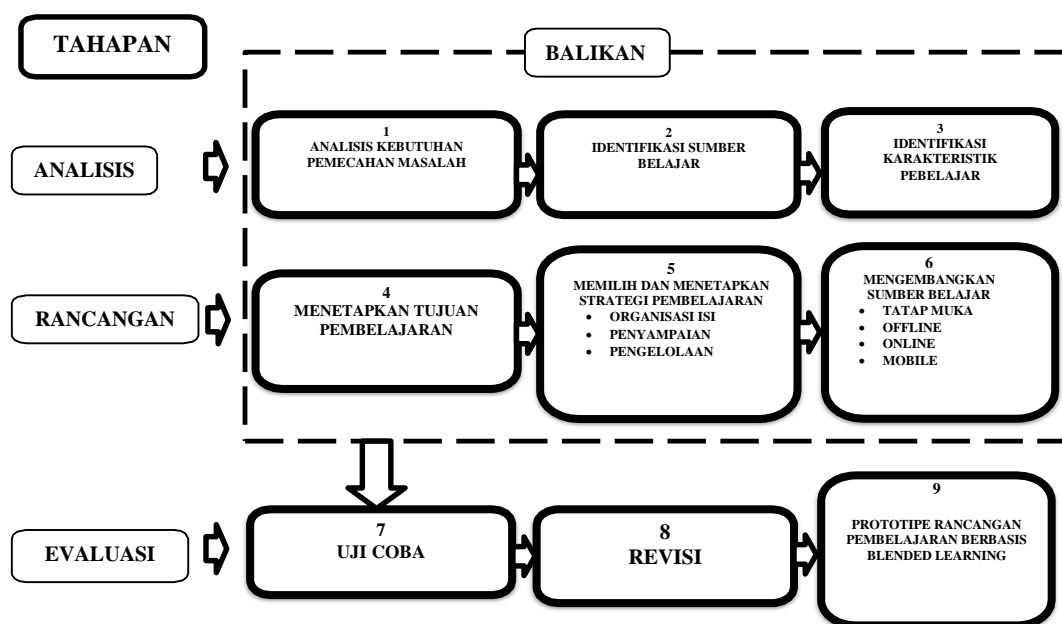 TAHAPAN
BALIKAN
ANALISIS
1
ANALISIS KEBUTUHAN
PEMECAHAN MASALAH
2
IDENTIFIKASI SUMBER
BELAJAR
3
IDENTIFIKASI
KARAKTERISTIK
PEBELAJAR
RANCANGAN
4
MENETAPKAN TUJUAN
PEMBELAJARAN
5
MEMILIH DAN MENETAPKAN
STRATEGI PEMBELAJARAN
• ORGANISASI ISI
• PENYAMPAIAN
• PENGELOLAAN
6
MENGEMBANGKAN
SUMBER BELAJAR
• TATAP MUKA
• OFFLINE
• ONLINE
• MOBILE
EVALUASI
7
UJI COBA
8
REVISI
9
PROTOTIPE RANCANGAN
PEMBELAJARAN BERBASIS
BLENDED LEARNING